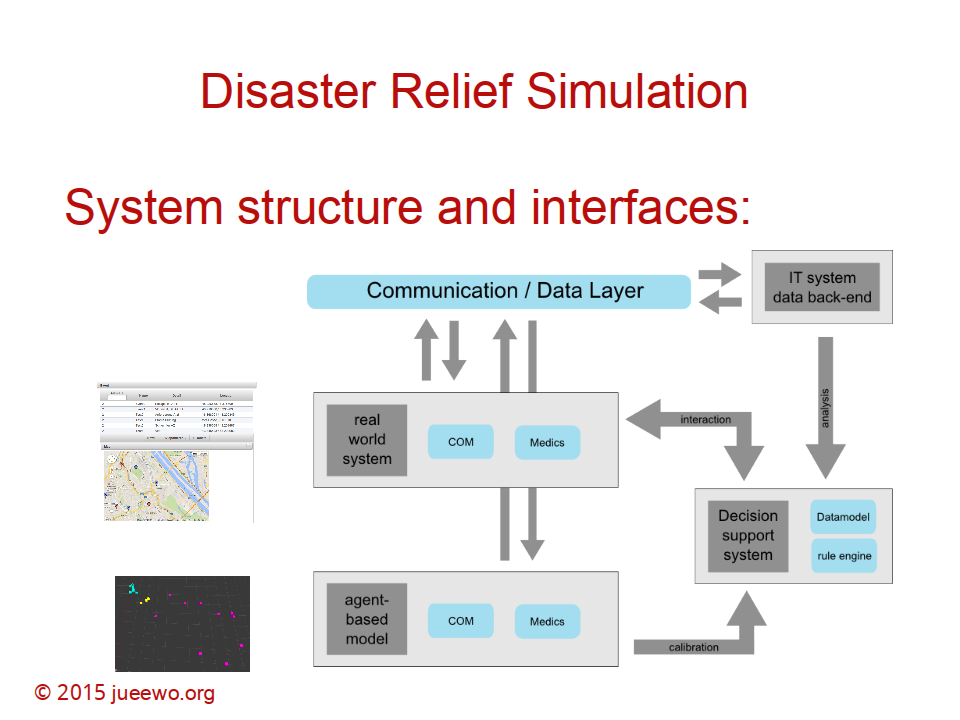 Disaster Relief Simulation
System structure and interfaces:
Communication / Data Layer
IT system
data back-end
real
world
system
COM
Medics
interaction
analysis
Decision
support
system
Datamodel
rule engine
agent-
based
model
COM
Medics
calibration
© 2015 jueewo.org